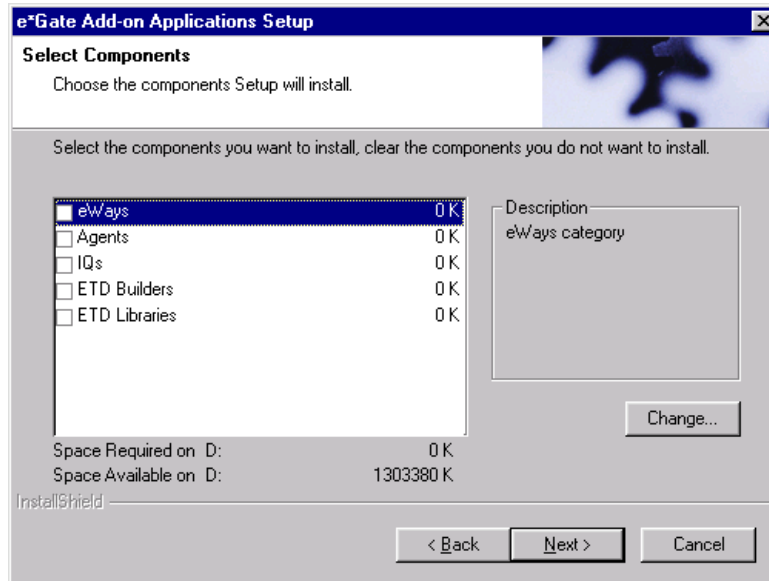 e*Gate Add-on Applications Setup
Select Components
Choose the components Setup will install.
Select the components you want to install, clear the components you do not want to install.
eWays 0 K
Agents 0 K
IQs 0 K
ETD Builders 0 K
ETD Libraries 0 K
Description
eWays category
Change...
Space Required on D: 0 K
Space Available on D: 1303380 K
InstallShield
< Back Next > Cancel